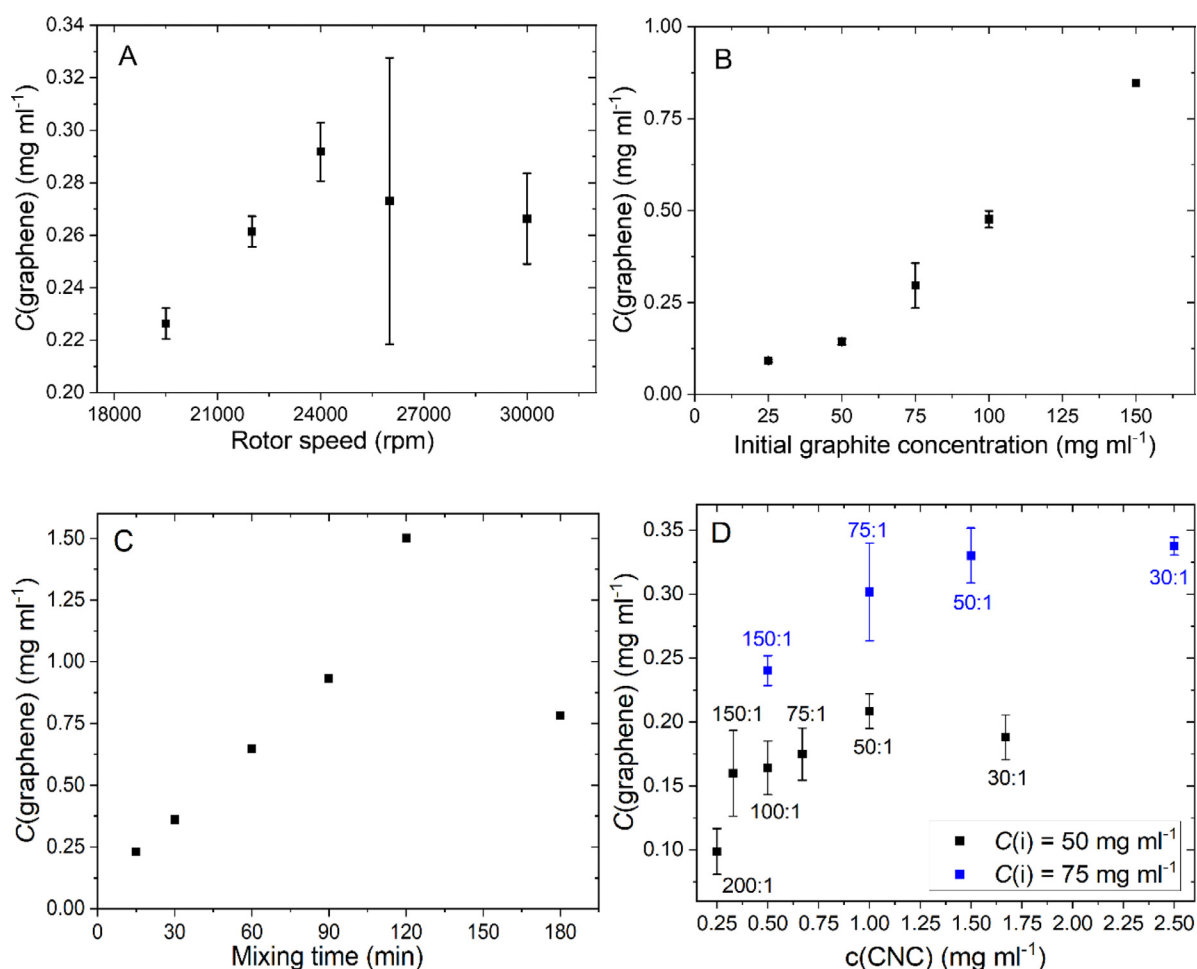 A
C(graphene) (mg ml⁻¹)
0.34
0.32
0.30
0.28
0.26
0.24
0.22
0.20
18000 21000 24000 27000 30000
Rotor speed (rpm)
B
C(graphene) (mg ml⁻¹)
1.00
0.75
0.50
0.25
0.00
0 25 50 75 100 125 150
Initial graphite concentration (mg ml⁻¹)
C
C(graphene) (mg ml⁻¹)
1.50
1.25
1.00
0.75
0.50
0.25
0.00
0 30 60 90 120 150 180
Mixing time (min)
D
C(graphene) (mg ml⁻¹)
0.35
0.30
0.25
0.20
0.15
0.10
75:1
50:1
30:1
150:1
150:1
75:1
50:1
30:1
100:1
200:1
C(i) = 50 mg ml⁻¹
C(i) = 75 mg ml⁻¹
0.25 0.50 0.75 1.00 1.25 1.50 1.75 2.00 2.25 2.50
c(CNC) (mg ml⁻¹)